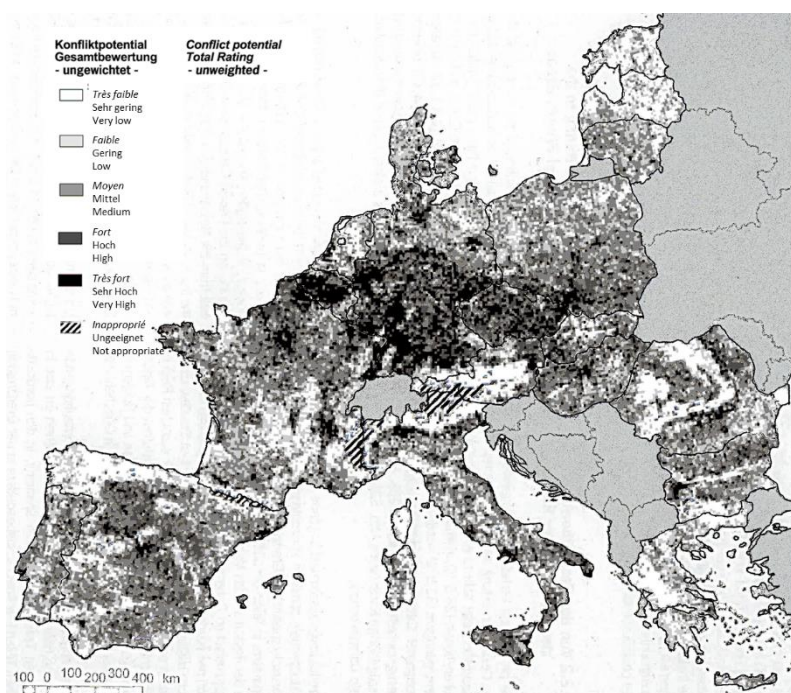 Konfliktpotential
Gesamtbewertung
- ungewichtet -
Conflict potential
Total Rating
- unweighted -
Très faible
Sehr gering
Very low
Faible
Gering
Low
Moyen
Mittel
Medium
Fort
Hoch
High
Très fort
Sehr Hoch
Very High
Inapproprié
Ungeeignet
Not appropriate
100 0 100 200 300 400 km